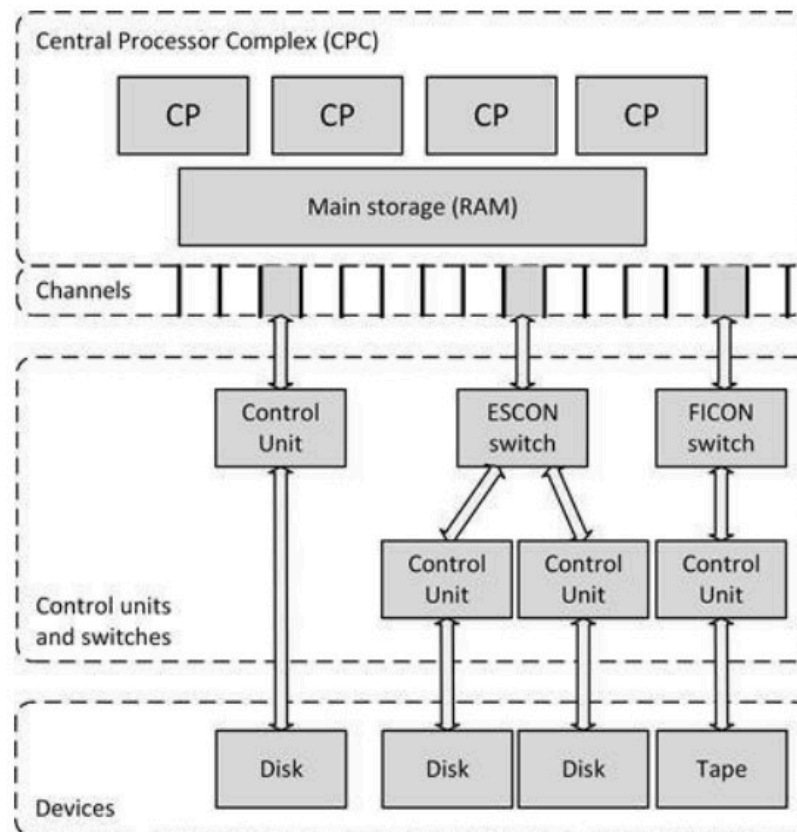 Central Processor Complex (CPC)
CP
CP
CP
CP
Main storage (RAM)
Channels
Control
Unit
ESCON
switch
FICON
switch
Control
Unit
Control
Unit
Control
Unit
Control units
and switches
Disk
Disk
Disk
Tape
Devices